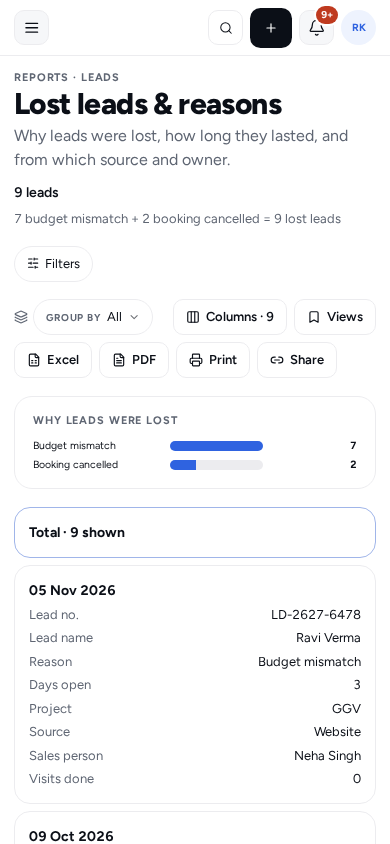 9+
RK
REPORTS · LEADS
Lost leads & reasons
Why leads were lost, how long they lasted, and
from which source and owner.
9 leads
7 budget mismatch + 2 booking cancelled = 9 lost leads
Filters
GROUP BY All
Columns · 9
Views
Excel
PDF
Print
Share
WHY LEADS WERE LOST
Budget mismatch 7
Booking cancelled 2
Total · 9 shown
05 Nov 2026
Lead no. LD-2627-6478
Lead name Ravi Verma
Reason Budget mismatch
Days open 3
Project GGV
Source Website
Sales person Neha Singh
Visits done 0
09 Oct 2026